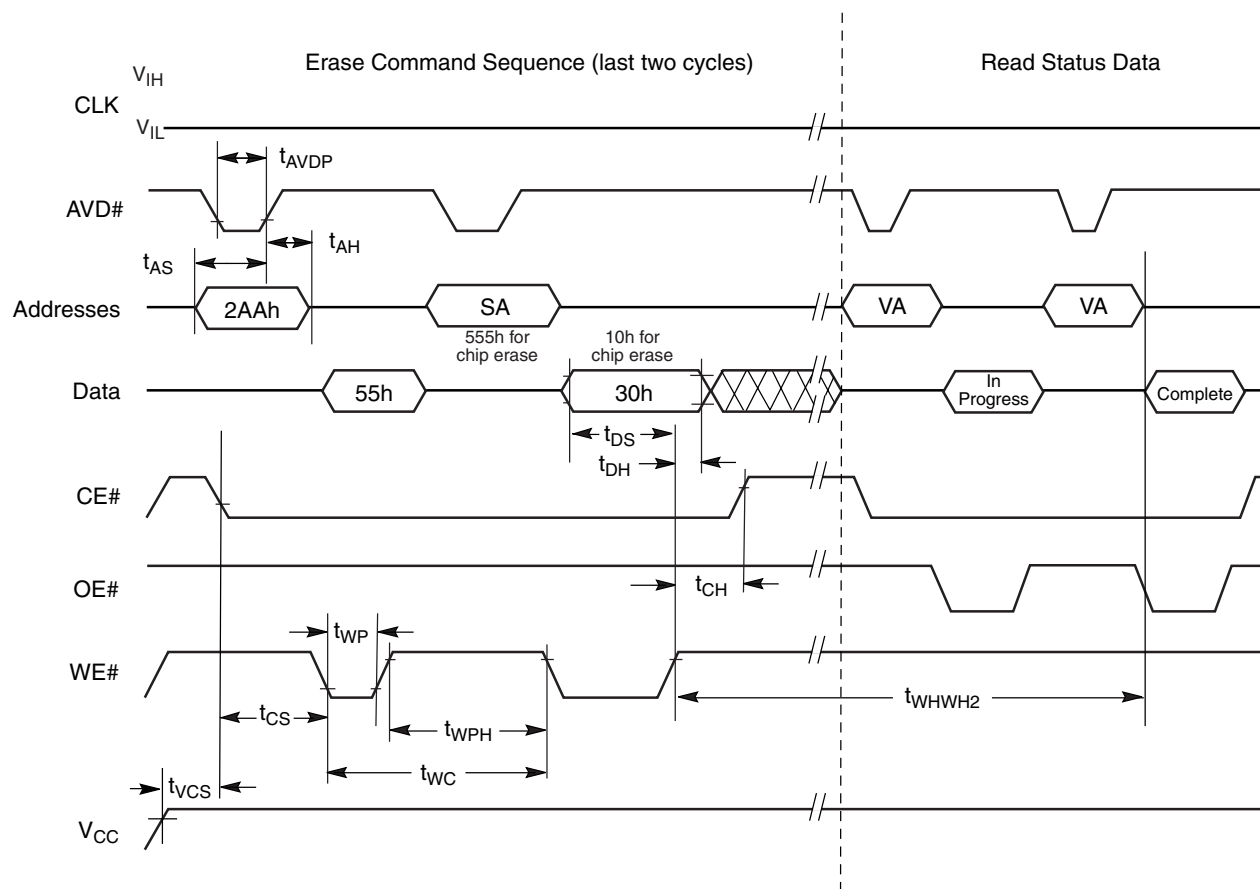 Erase Command Sequence (last two cycles)
Read Status Data
VIH
CLK
VIL
tAVDP
AVD#
tAH
tAS
Addresses
2AAh
SA
VA
VA
555h for
chip erase
10h for
chip erase
Data
55h
30h
In
Progress
Complete
tDS
tDH
CE#
OE#
tCH
tWP
WE#
tCS
tWHWH2
tWPH
tWC
tVCS
VCC